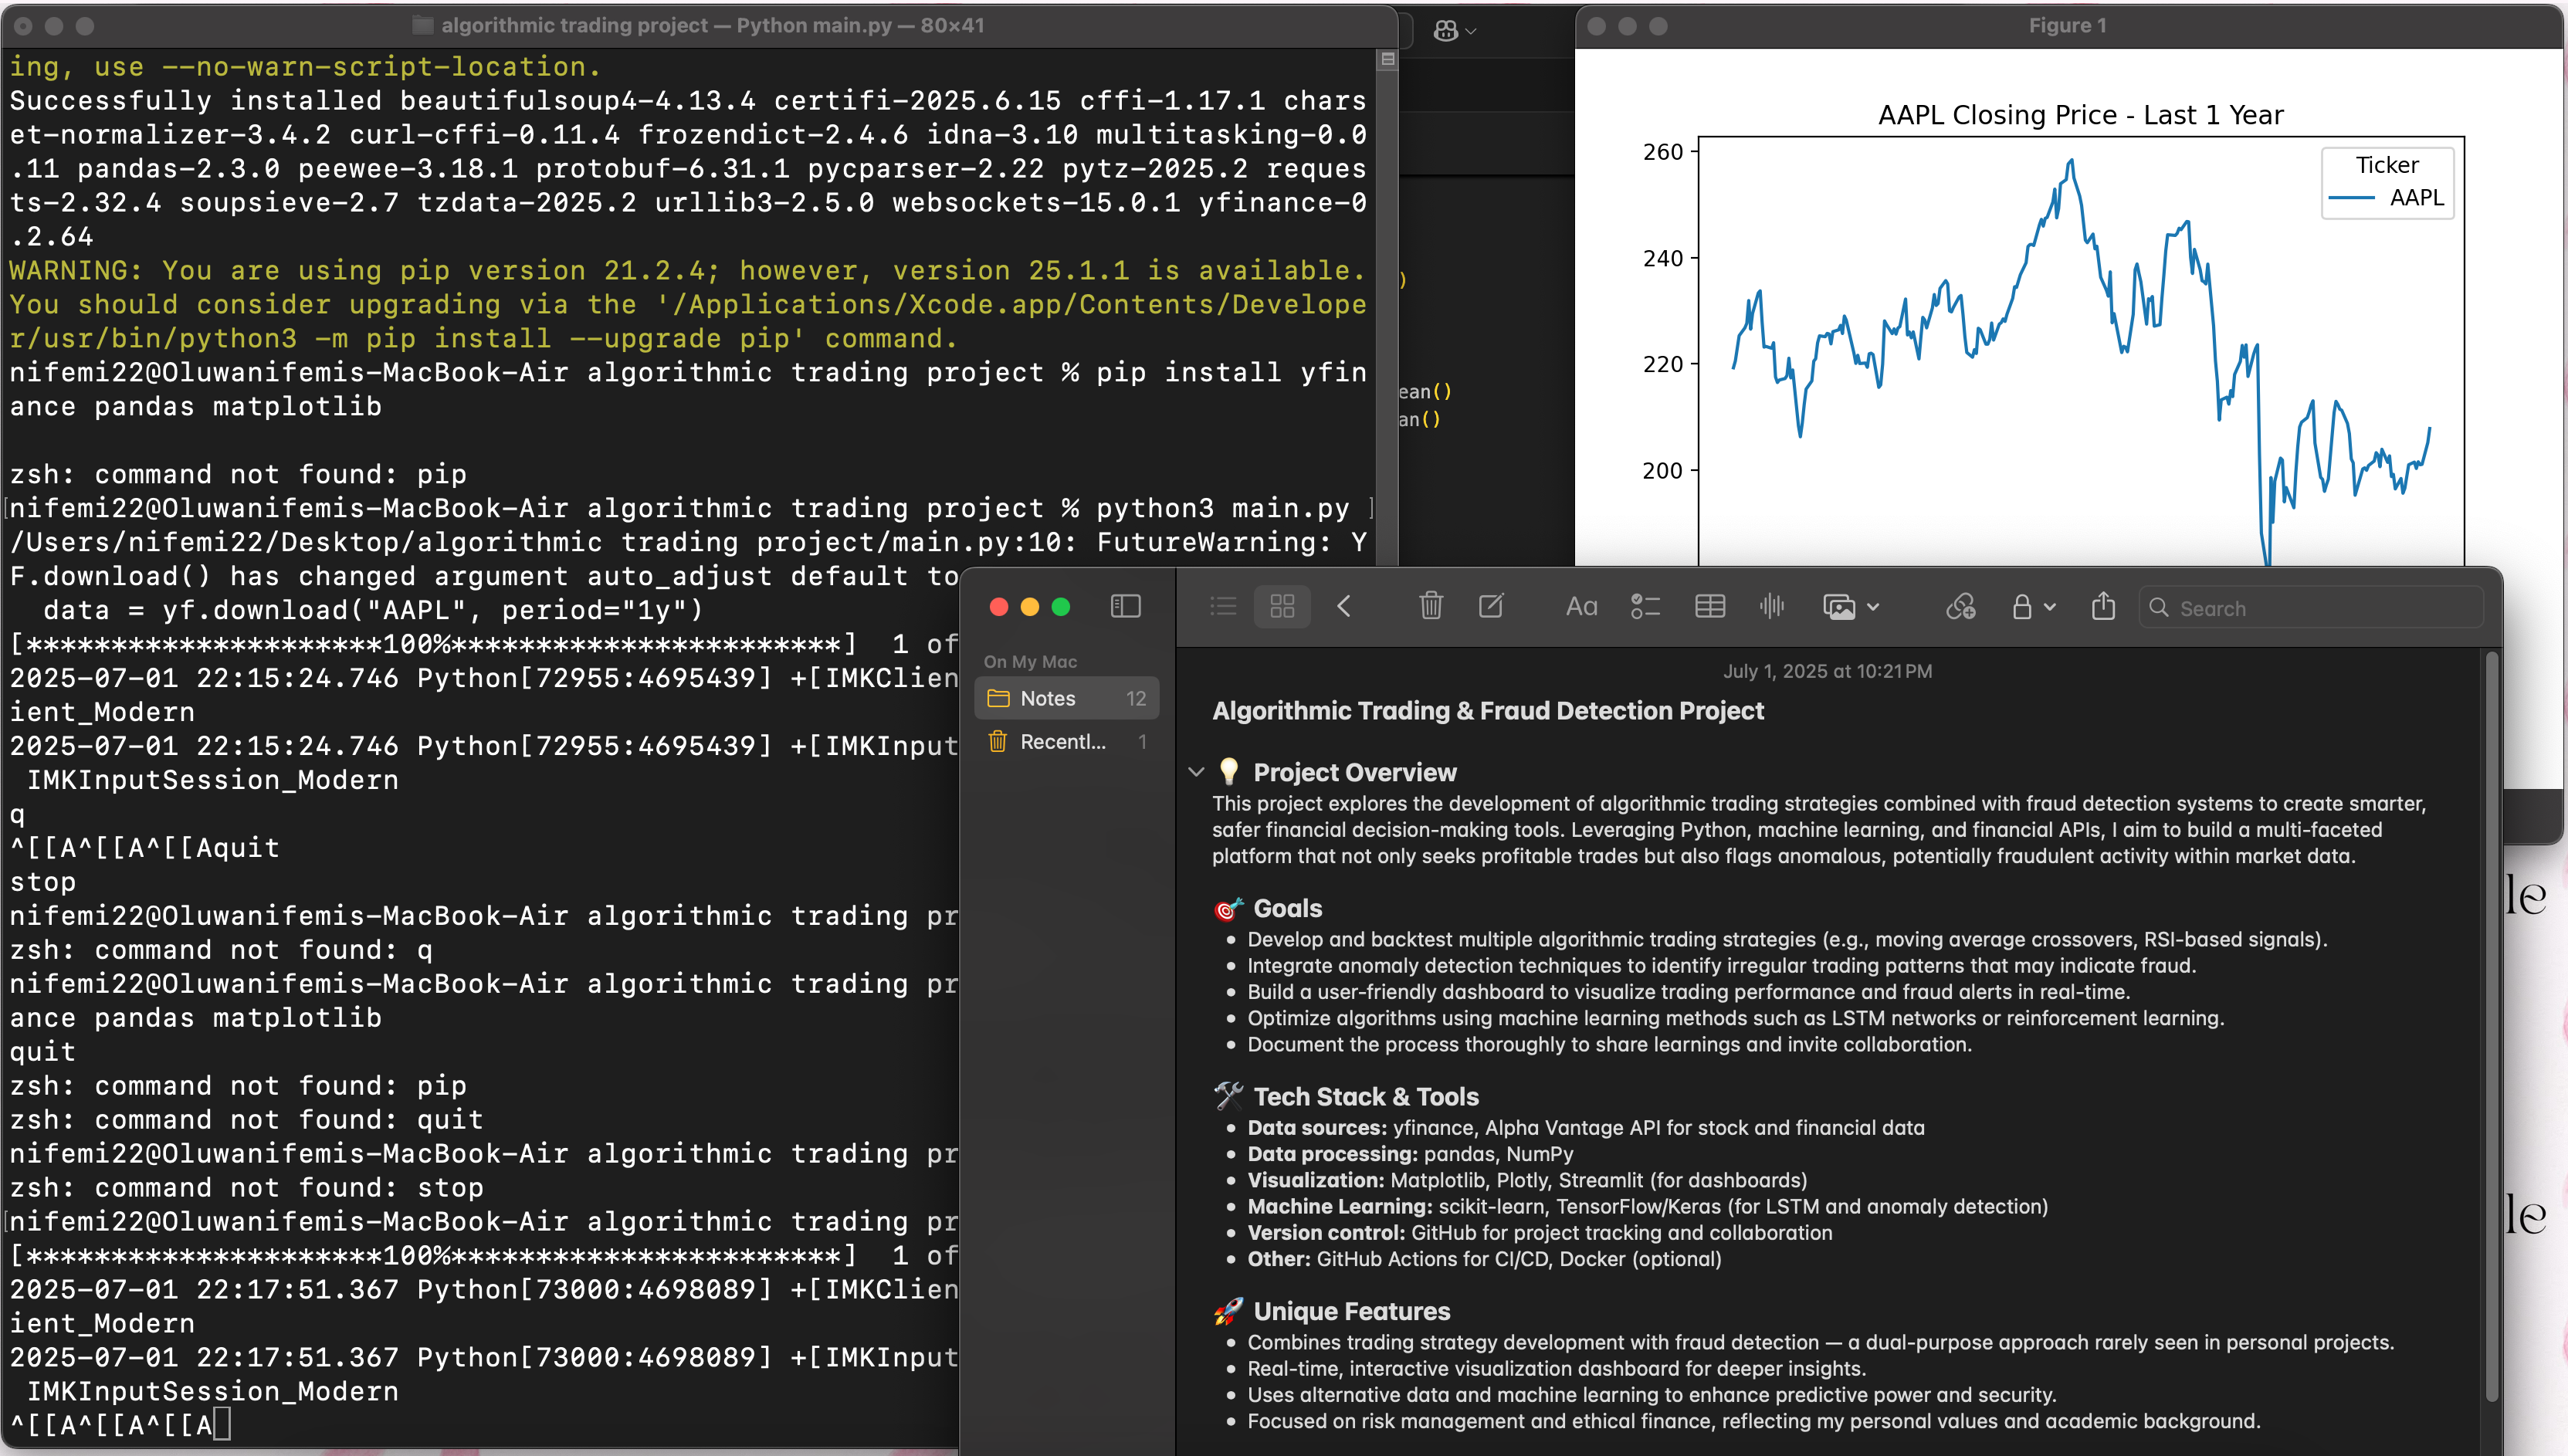 algorithmic trading project — Python main.py — 80×41
ing, use --no-warn-script-location.
Successfully installed beautifulsoup4-4.13.4 certifi-2025.6.15 cffi-1.17.1 chars
et-normalizer-3.4.2 curl-cffi-0.11.4 frozendict-2.4.6 idna-3.10 multitasking-0.0
.11 pandas-2.3.0 peewee-3.18.1 protobuf-6.31.1 pycparser-2.22 pytz-2025.2 reques
ts-2.32.4 soupsieve-2.7 tzdata-2025.2 urllib3-2.5.0 websockets-15.0.1 yfinance-0
.2.64
WARNING: You are using pip version 21.2.4; however, version 25.1.1 is available.
You should consider upgrading via the '/Applications/Xcode.app/Contents/Develope
r/usr/bin/python3 -m pip install --upgrade pip' command.
nifemi22@Oluwanifemis-MacBook-Air algorithmic trading project % pip install yfin
ance pandas matplotlib
zsh: command not found: pip
[nifemi22@Oluwanifemis-MacBook-Air algorithmic trading project % python3 main.py ]
/Users/nifemi22/Desktop/algorithmic trading project/main.py:10: FutureWarning: Y
F.download() has changed argument auto_adjust default to
data = yf.download("AAPL", period="1y")
[*********************100%***********************]  1 of
2025-07-01 22:15:24.746 Python[72955:4695439] +[IMKClien
ient_Modern
2025-07-01 22:15:24.746 Python[72955:4695439] +[IMKInput
IMKInputSession_Modern
q
^[[A^[[A^[[Aquit
stop
nifemi22@Oluwanifemis-MacBook-Air algorithmic trading pr
zsh: command not found: q
nifemi22@Oluwanifemis-MacBook-Air algorithmic trading pr
ance pandas matplotlib
quit
zsh: command not found: pip
zsh: command not found: quit
nifemi22@Oluwanifemis-MacBook-Air algorithmic trading pr
zsh: command not found: stop
[nifemi22@Oluwanifemis-MacBook-Air algorithmic trading pr
[*********************100%***********************]  1 of
2025-07-01 22:17:51.367 Python[73000:4698089] +[IMKClien
ient_Modern
2025-07-01 22:17:51.367 Python[73000:4698089] +[IMKInput
IMKInputSession_Modern
^[[A^[[A^[[A
)
ean()
an()
Figure 1
AAPL Closing Price - Last 1 Year
260
240
220
200
Ticker
AAPL
Search
On My Mac
Notes 12
Recentl... 1
July 1, 2025 at 10:21 PM
Algorithmic Trading & Fraud Detection Project
💡 Project Overview
This project explores the development of algorithmic trading strategies combined with fraud detection systems to create smarter,
safer financial decision-making tools. Leveraging Python, machine learning, and financial APIs, I aim to build a multi-faceted
platform that not only seeks profitable trades but also flags anomalous, potentially fraudulent activity within market data.
🎯 Goals
• Develop and backtest multiple algorithmic trading strategies (e.g., moving average crossovers, RSI-based signals).
• Integrate anomaly detection techniques to identify irregular trading patterns that may indicate fraud.
• Build a user-friendly dashboard to visualize trading performance and fraud alerts in real-time.
• Optimize algorithms using machine learning methods such as LSTM networks or reinforcement learning.
• Document the process thoroughly to share learnings and invite collaboration.
🛠 Tech Stack & Tools
• Data sources: yfinance, Alpha Vantage API for stock and financial data
• Data processing: pandas, NumPy
• Visualization: Matplotlib, Plotly, Streamlit (for dashboards)
• Machine Learning: scikit-learn, TensorFlow/Keras (for LSTM and anomaly detection)
• Version control: GitHub for project tracking and collaboration
• Other: GitHub Actions for CI/CD, Docker (optional)
🚀 Unique Features
• Combines trading strategy development with fraud detection — a dual-purpose approach rarely seen in personal projects.
• Real-time, interactive visualization dashboard for deeper insights.
• Uses alternative data and machine learning to enhance predictive power and security.
• Focused on risk management and ethical finance, reflecting my personal values and academic background.
Aa
le
le